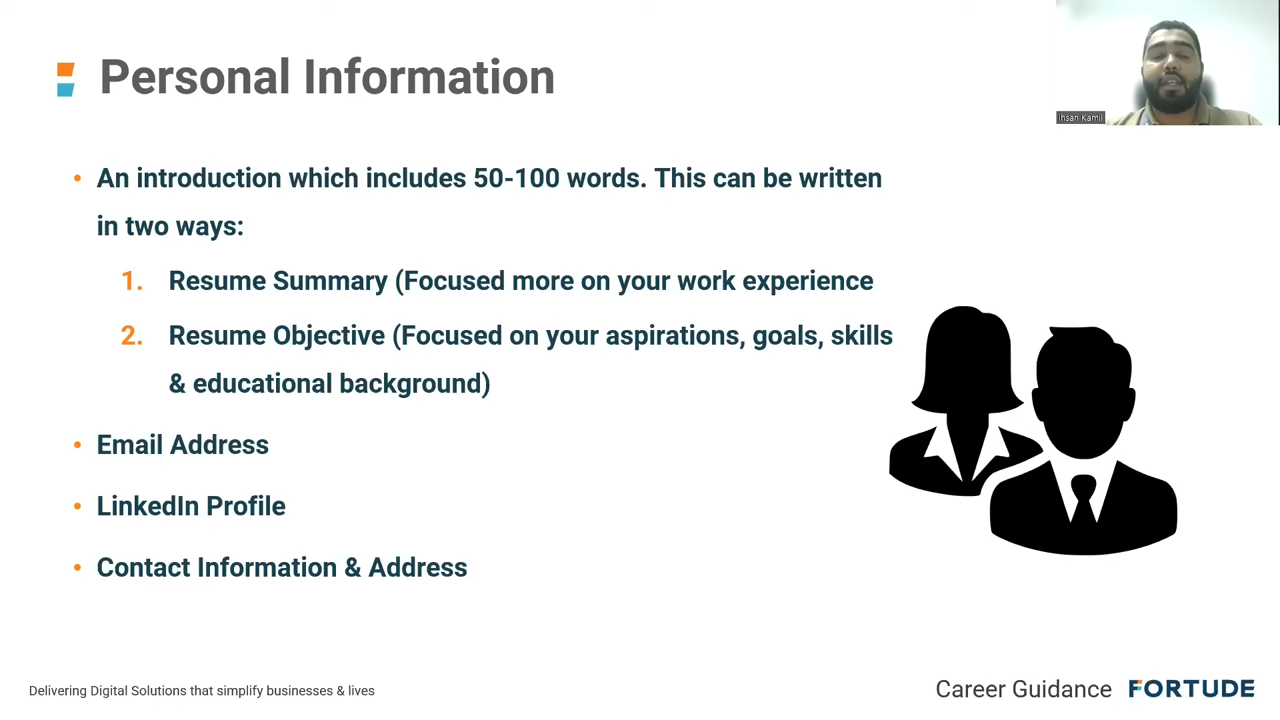 Personal Information
Ihsan Kamil
• An introduction which includes 50-100 words. This can be written
in two ways:
1. Resume Summary (Focused more on your work experience
2. Resume Objective (Focused on your aspirations, goals, skills
& educational background)
• Email Address
• LinkedIn Profile
• Contact Information & Address
Delivering Digital Solutions that simplify businesses & lives
Career Guidance FORTUDE